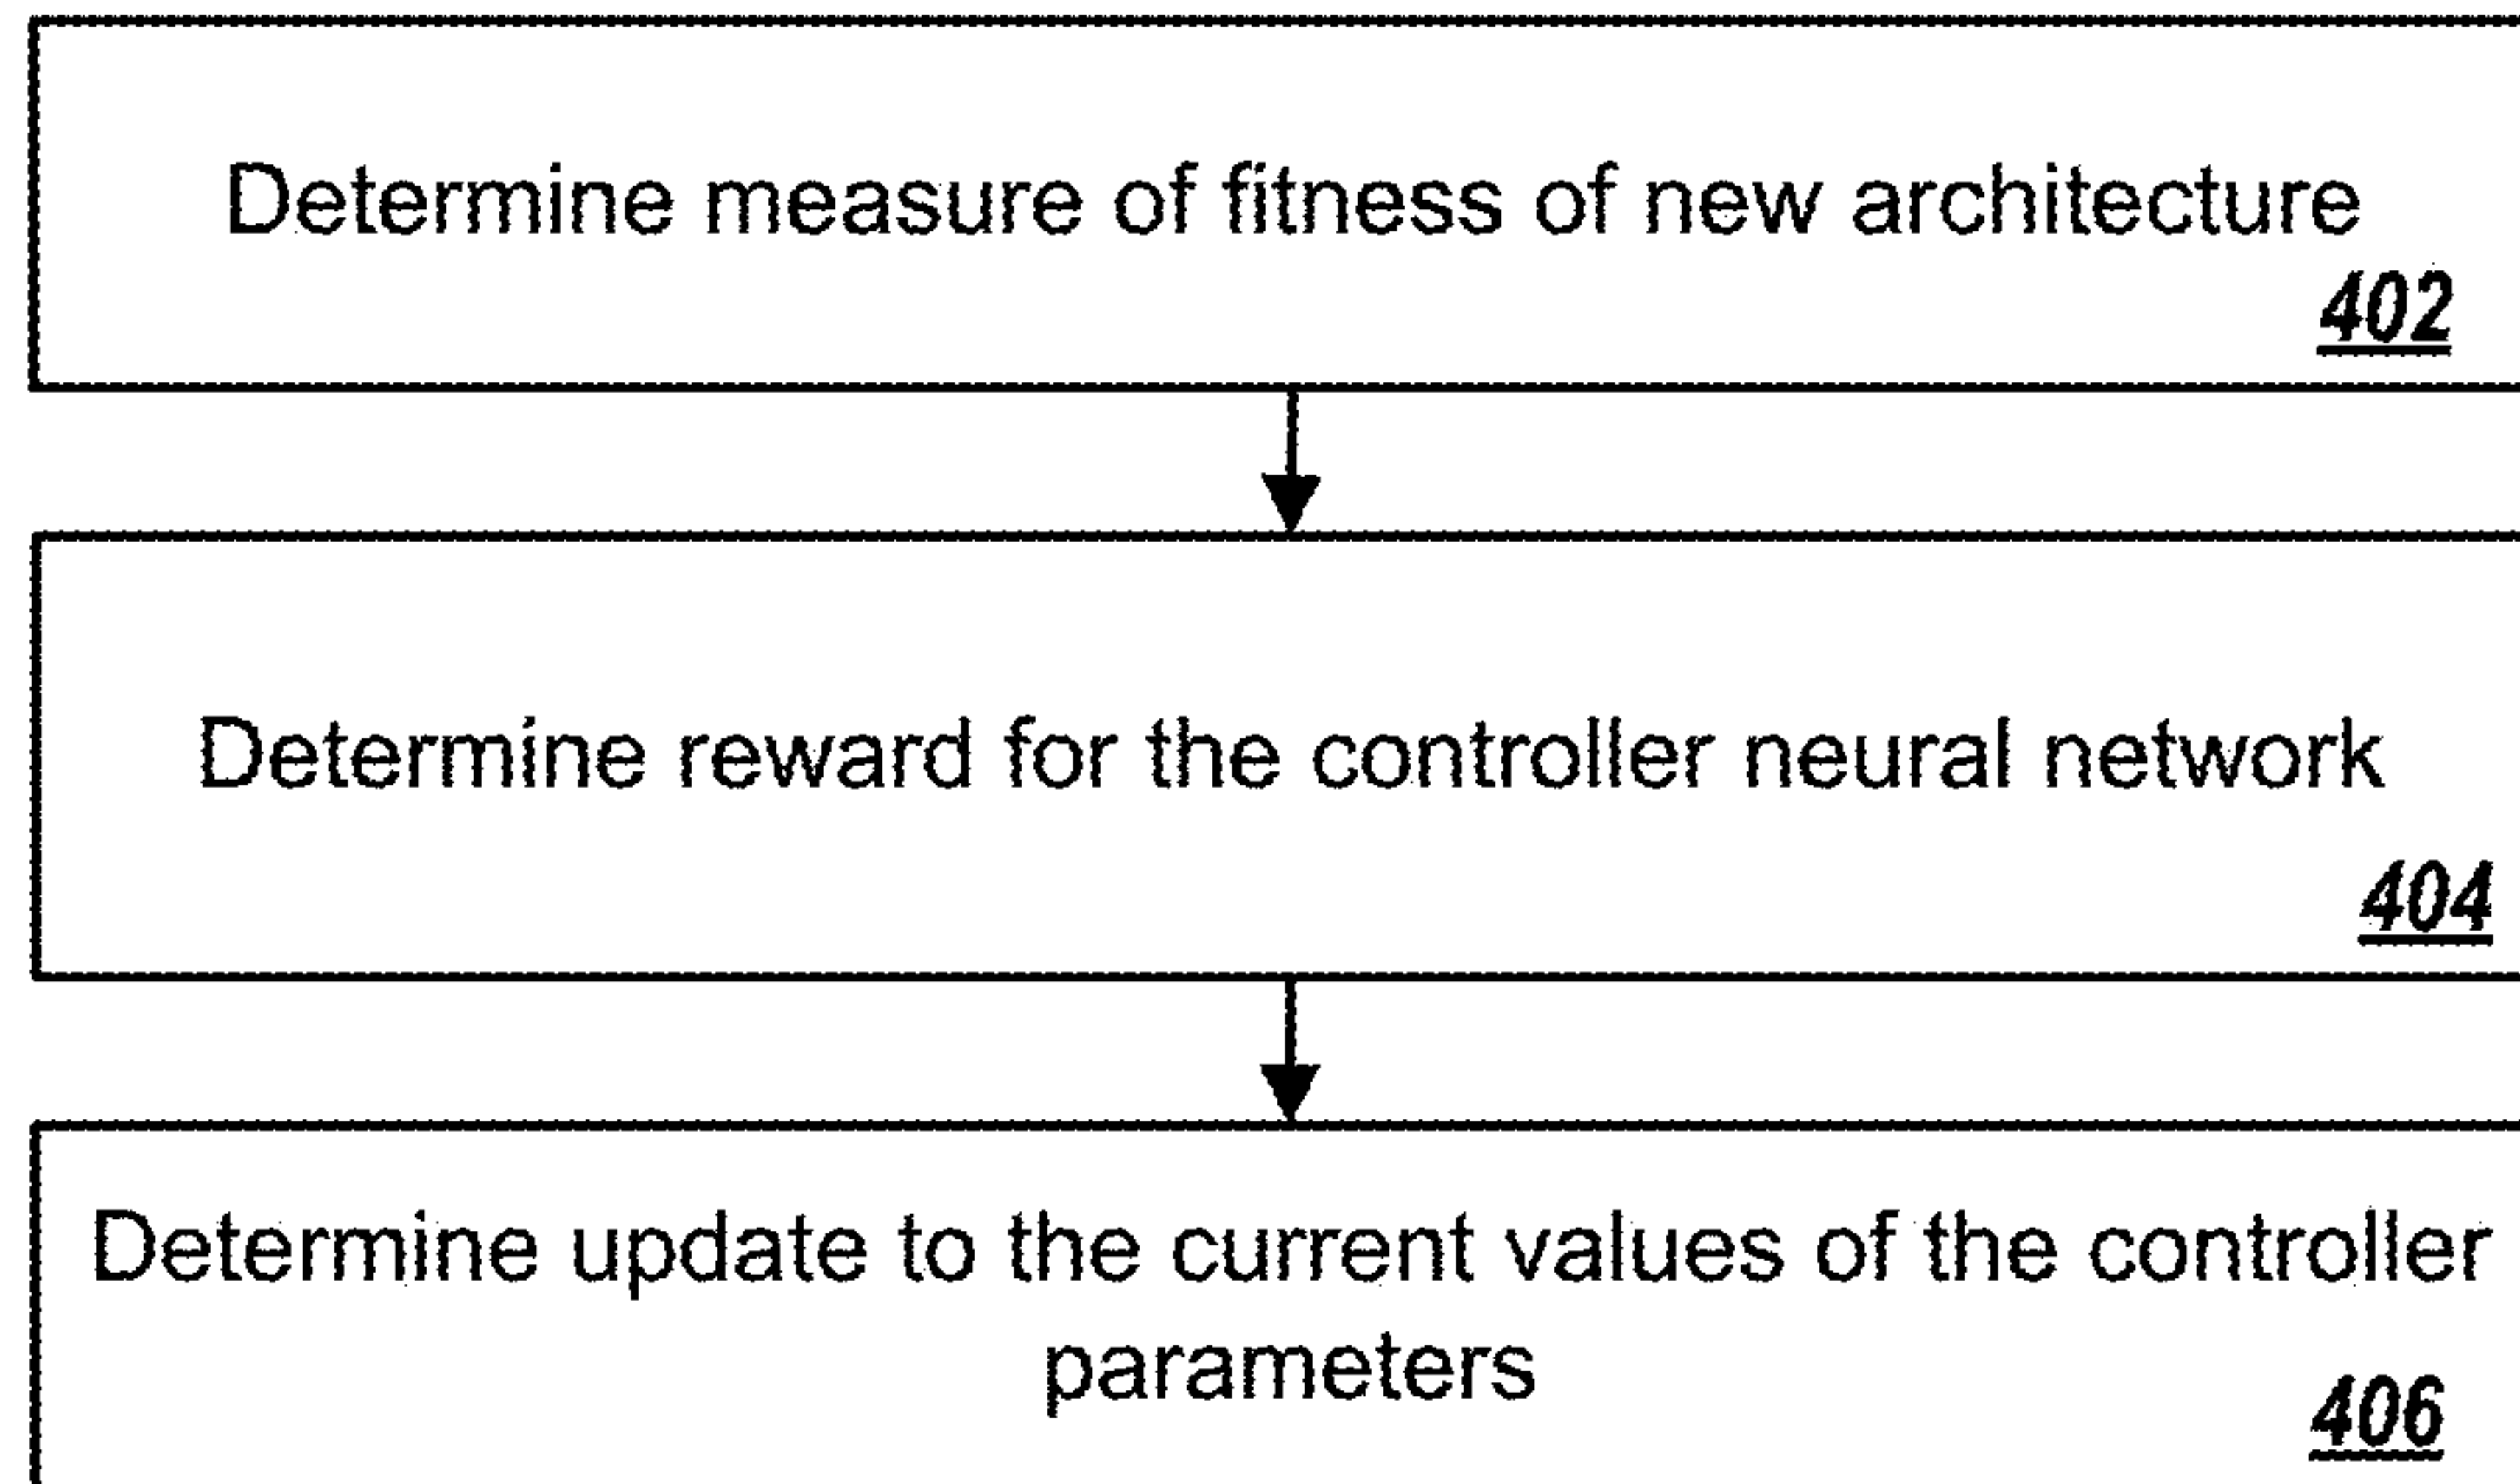 Determine measure of fitness of new architecture
402
Determine reward for the controller neural network
404
Determine update to the current values of the controller
parameters
406